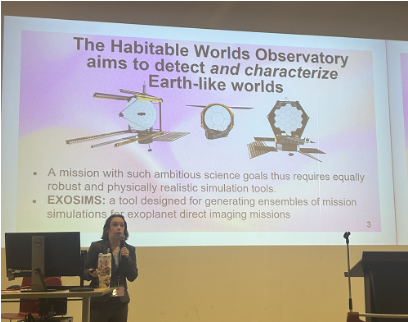 The Habitable Worlds Observatory
aims to detect and characterize
Earth-like worlds
• A mission with such ambitious science goals thus requires equally
robust and physically realistic simulation tools.
• EXOSIMS: a tool designed for generating ensembles of mission
simulations for exoplanet direct imaging missions
3